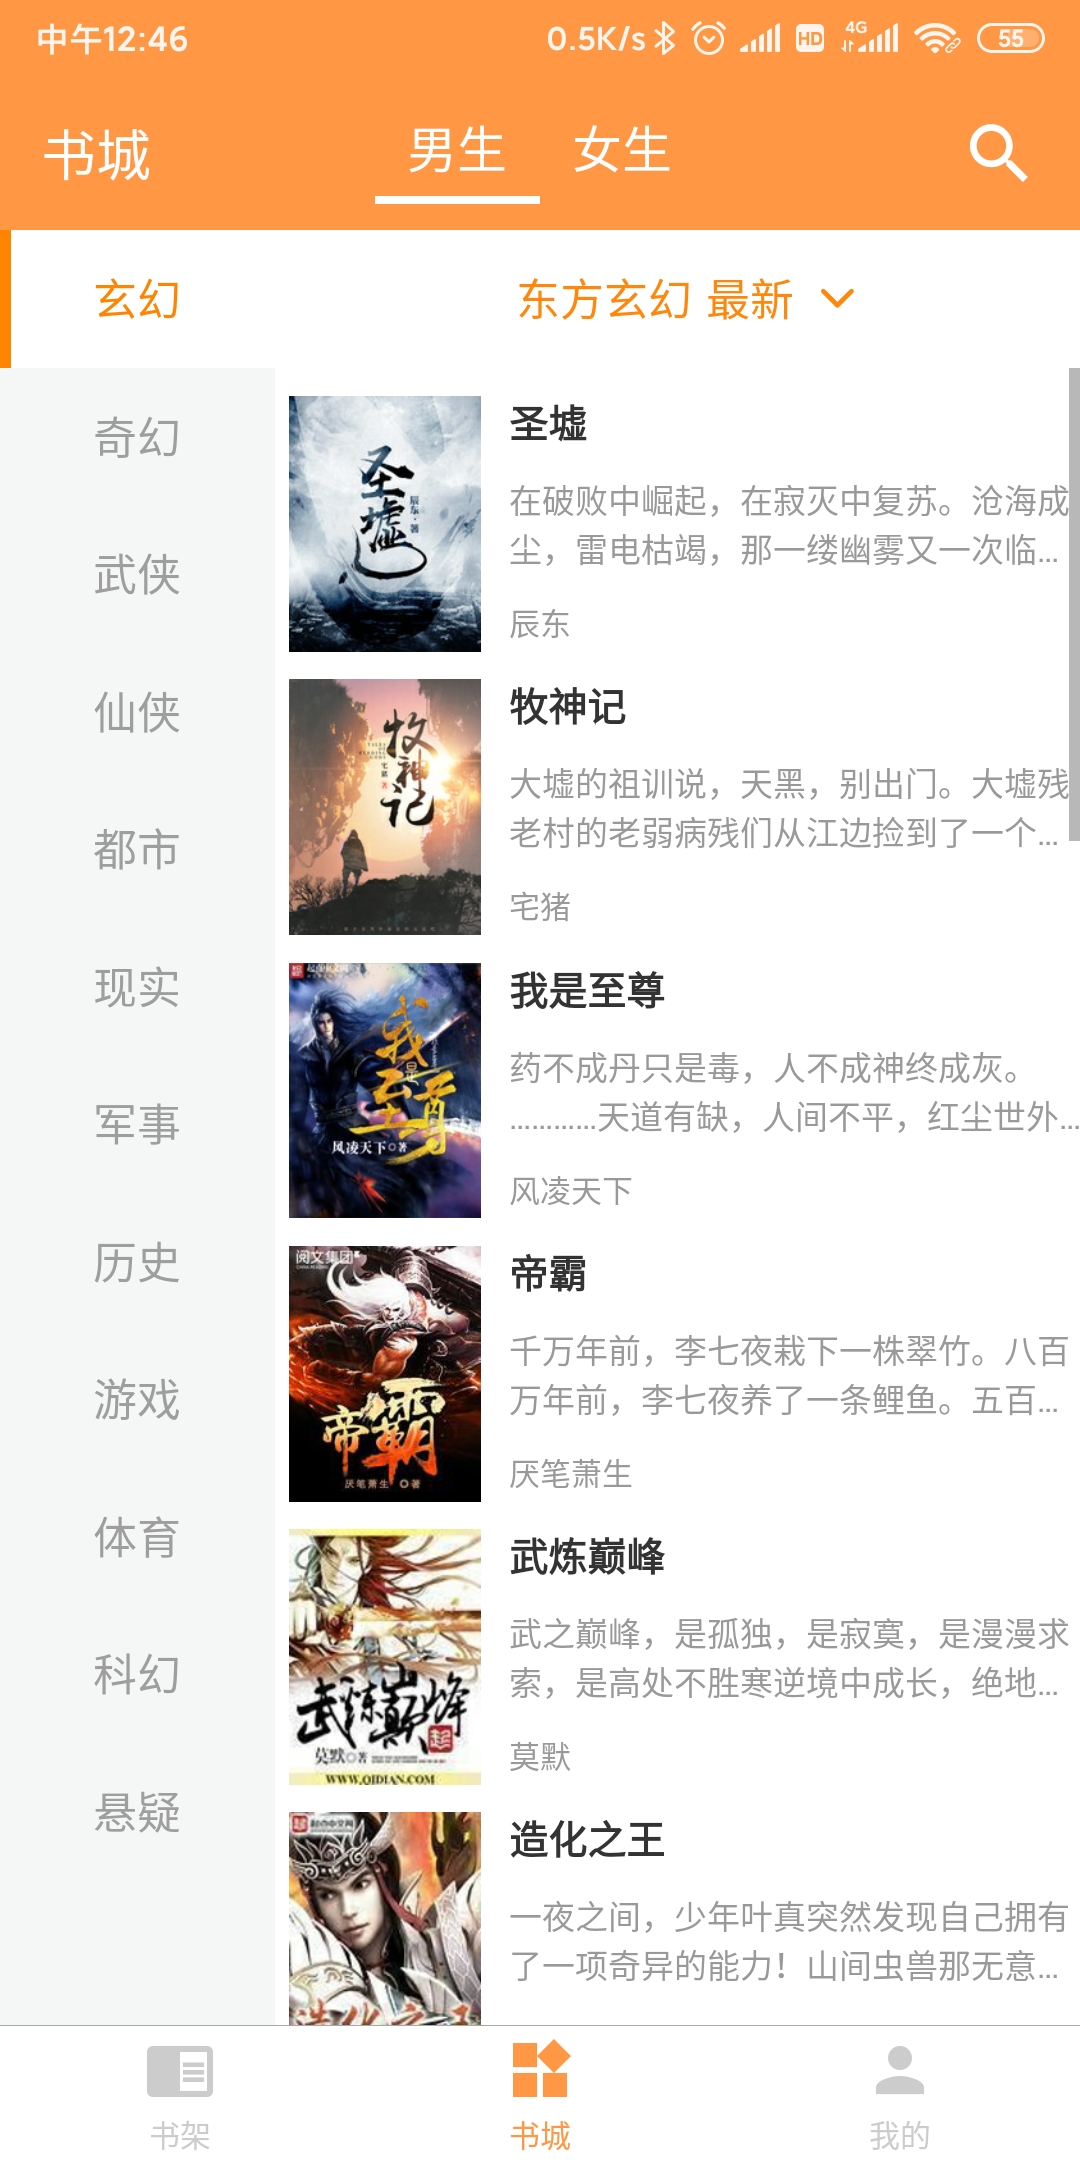 中午12:46
0.5K/s
HD
4G
55
书城
男生
女生
玄幻
东方玄幻 最新
奇幻
武侠
仙侠
都市
现实
军事
历史
游戏
体育
科幻
悬疑
圣墟
辰东·著
圣墟
在破败中崛起，在寂灭中复苏。沧海成
尘，雷电枯竭，那一缕幽雾又一次临...
辰东
牧神记
宅猪 著
牧神记
大墟的祖训说，天黑，别出门。大墟残
老村的老弱病残们从江边捡到了一个...
宅猪
我是至尊
风凌天下◎著
我是至尊
药不成丹只是毒，人不成神终成灰。
…………天道有缺，人间不平，红尘世外...
风凌天下
阅文集团
帝霸
厌笔萧生 ◎著
帝霸
千万年前，李七夜栽下一株翠竹。八百
万年前，李七夜养了一条鲤鱼。五百...
厌笔萧生
武炼巅峰
莫默◎著
WWW.QIDIAN.COM
武炼巅峰
武之巅峰，是孤独，是寂寞，是漫漫求
索，是高处不胜寒逆境中成长，绝地...
莫默
起点中文网
造化之王
造化之王
一夜之间，少年叶真突然发现自己拥有
了一项奇异的能力！山间虫兽那无意...
书架
书城
我的